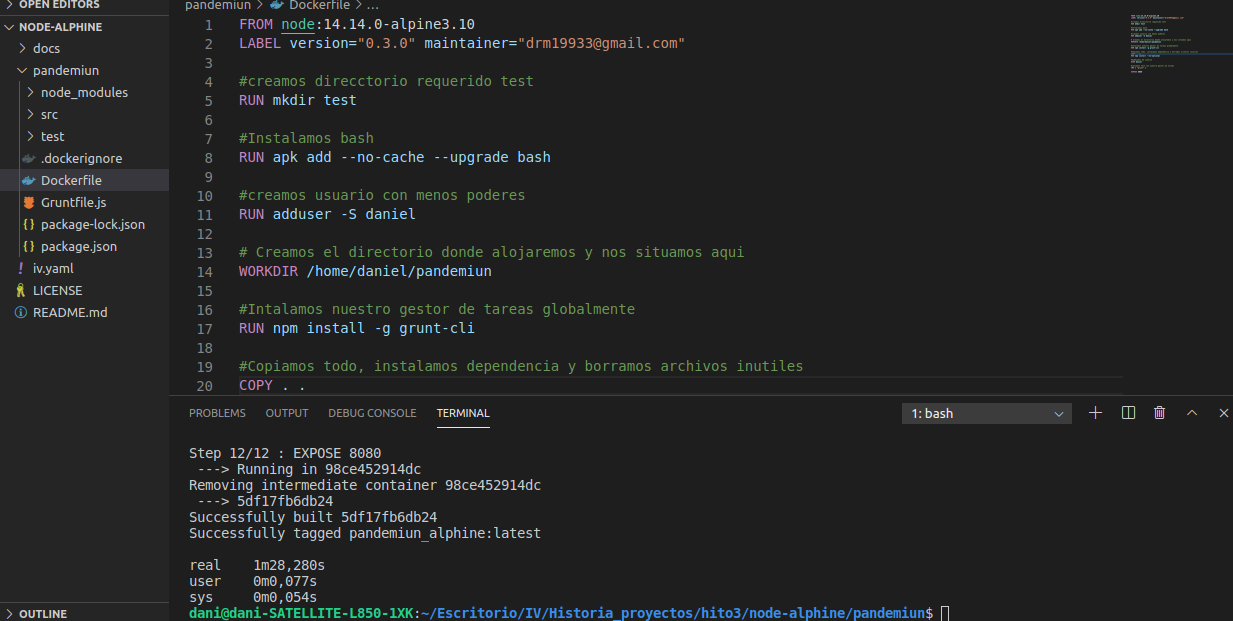 OPEN EDITORS
NODE-ALPHINE
docs
pandemiun
node_modules
src
test
.dockerignore
Dockerfile
Gruntfile.js
package-lock.json
package.json
iv.yaml
LICENSE
README.md
OUTLINE
pandemiun > Dockerfile > ...
1 FROM node:14.14.0-alpine3.10
2 LABEL version="0.3.0" maintainer="drm19933@gmail.com"
3
4 #creamos direcctorio requerido test
5 RUN mkdir test
6
7 #Instalamos bash
8 RUN apk add --no-cache --upgrade bash
9
10 #creamos usuario con menos poderes
11 RUN adduser -S daniel
12
13 # Creamos el directorio donde alojaremos y nos situamos aqui
14 WORKDIR /home/daniel/pandemiun
15
16 #Intalamos nuestro gestor de tareas globalmente
17 RUN npm install -g grunt-cli
18
19 #Copiamos todo, instalamos dependencia y borramos archivos inutiles
20 COPY . .
PROBLEMS OUTPUT DEBUG CONSOLE TERMINAL 1: bash
Step 12/12 : EXPOSE 8080
---> Running in 98ce452914dc
Removing intermediate container 98ce452914dc
---> 5df17fb6db24
Successfully built 5df17fb6db24
Successfully tagged pandemiun_alphine:latest
real 1m28,280s
user 0m0,077s
sys 0m0,054s
dani@dani-SATELLITE-L850-1XK:~/Escritorio/IV/Historia_proyectos/hito3/node-alphine/pandemiun$